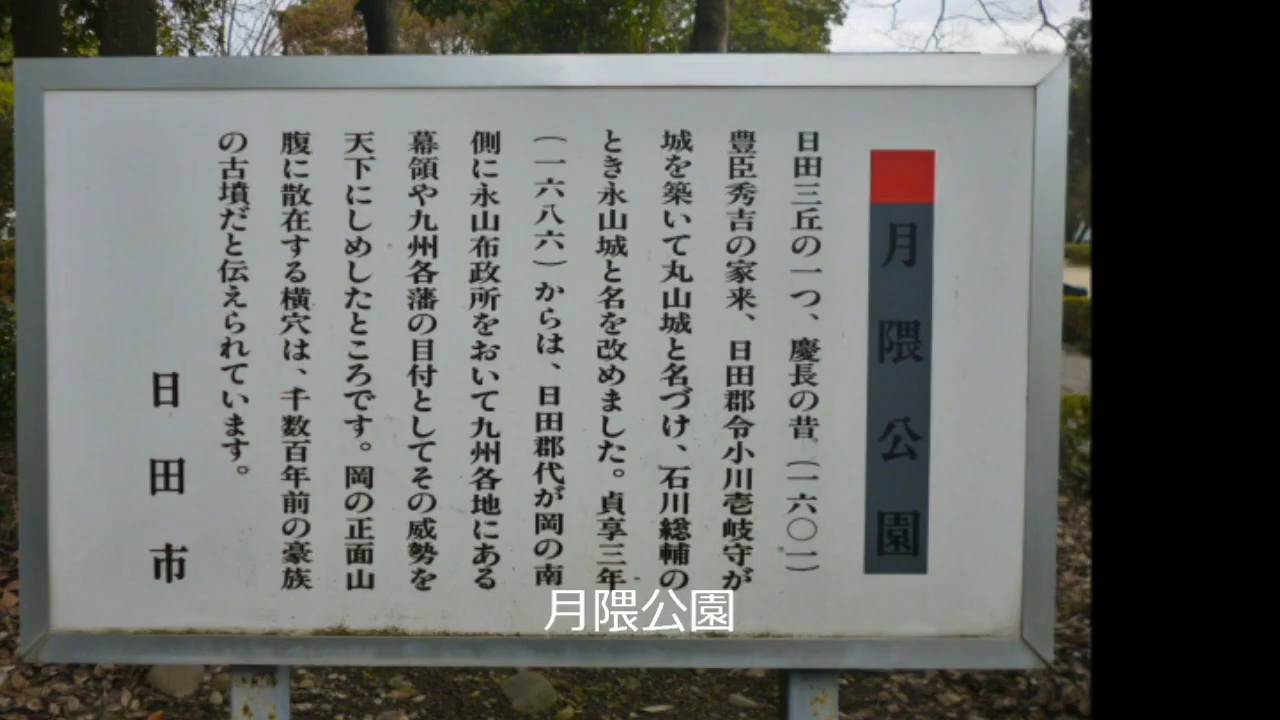 月隈公園
日田三丘の一つ、慶長の昔（一六〇一）
豊臣秀吉の家来、日田郡令小川壱岐守が
城を築いて丸山城と名づけ、石川総輔の
とき永山城と名を改めました。貞享三年
（一六八六）からは、日田郡代が岡の南
側に永山布政所をおいて九州各地にある
幕領や九州各藩の目付としてその威勢を
天下にしめしたところです。岡の正面山
腹に散在する横穴は、千数百年前の豪族
の古墳だと伝えられています。
日田市
月隈公園